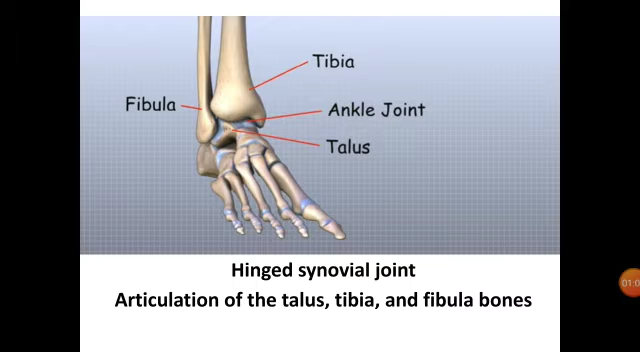 Tibia
Fibula
Ankle Joint
Talus
Hinged synovial joint
Articulation of the talus, tibia, and fibula bones